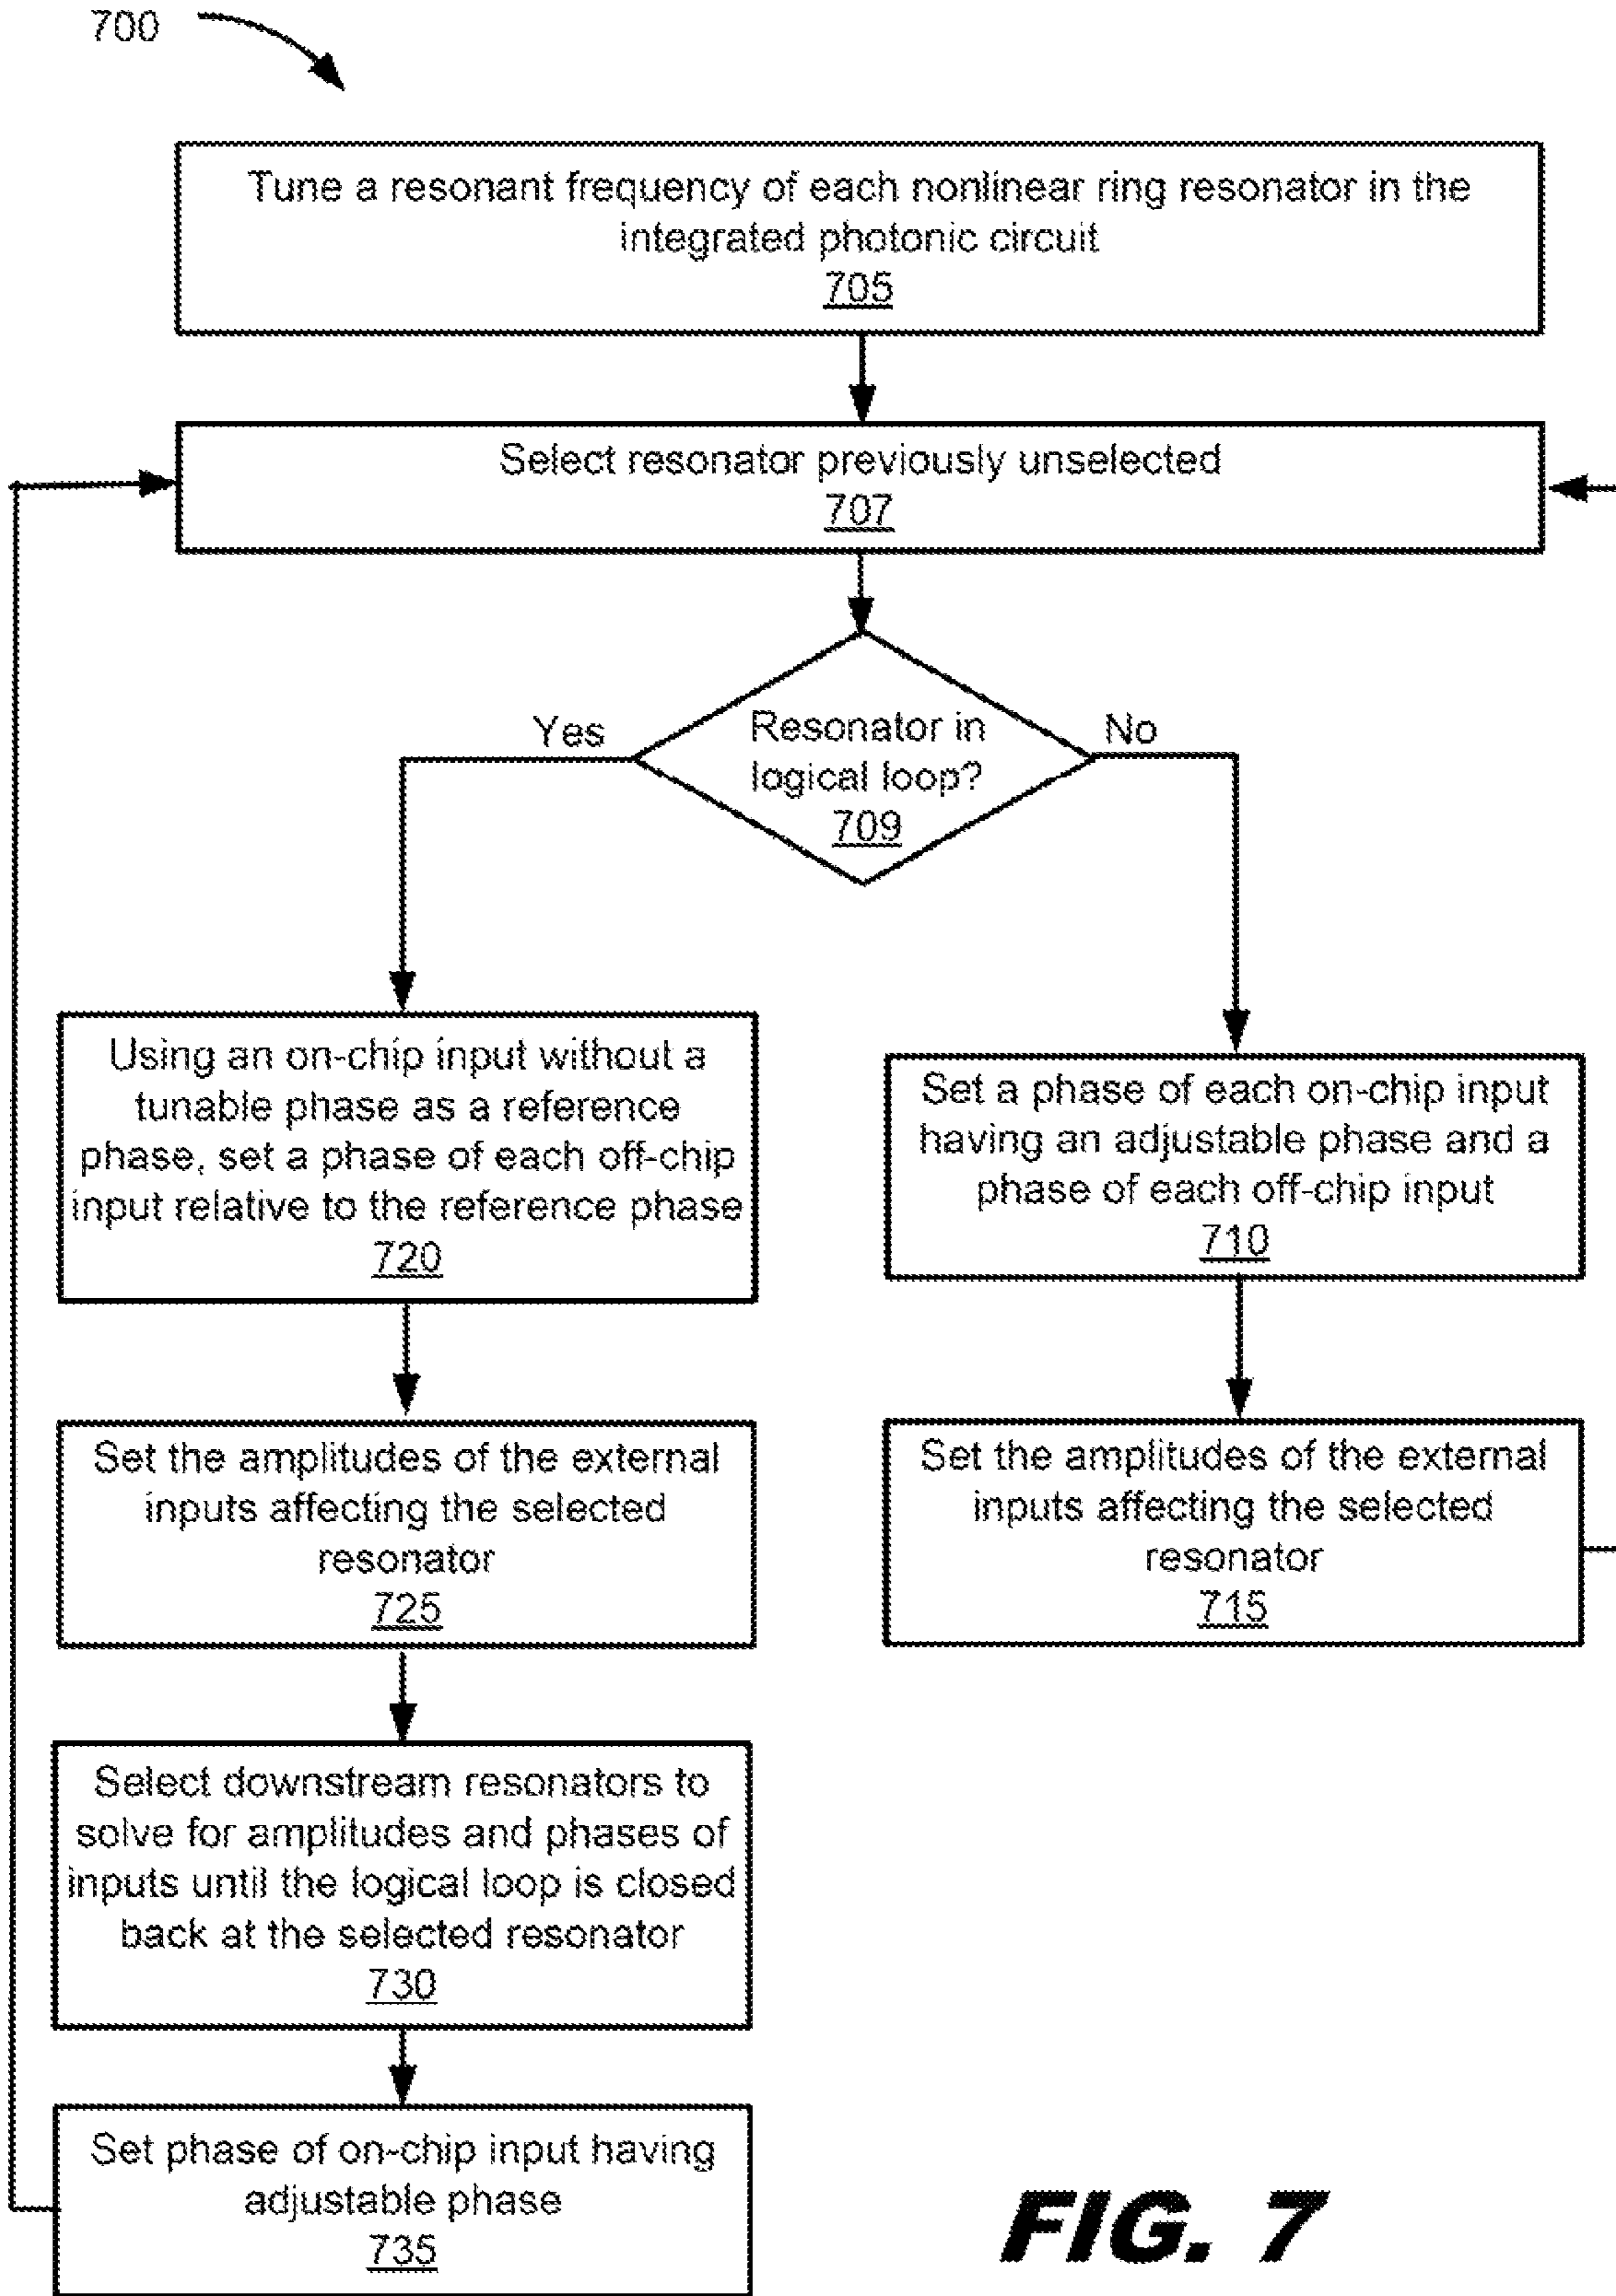 700
Tune a resonant frequency of each nonlinear ring resonator in the
integrated photonic circuit
705
Select resonator previously unselected
707
Resonator in
logical loop?
709
Yes
No
Using an on-chip input without a
tunable phase as a reference
phase, set a phase of each off-chip
input relative to the reference phase
720
Set a phase of each on-chip input
having an adjustable phase and a
phase of each off-chip input
710
Set the amplitudes of the external
inputs affecting the selected
resonator
725
Set the amplitudes of the external
inputs affecting the selected
resonator
715
Select downstream resonators to
solve for amplitudes and phases of
inputs until the logical loop is closed
back at the selected resonator
730
Set phase of on-chip input having
adjustable phase
735
FIG. 7